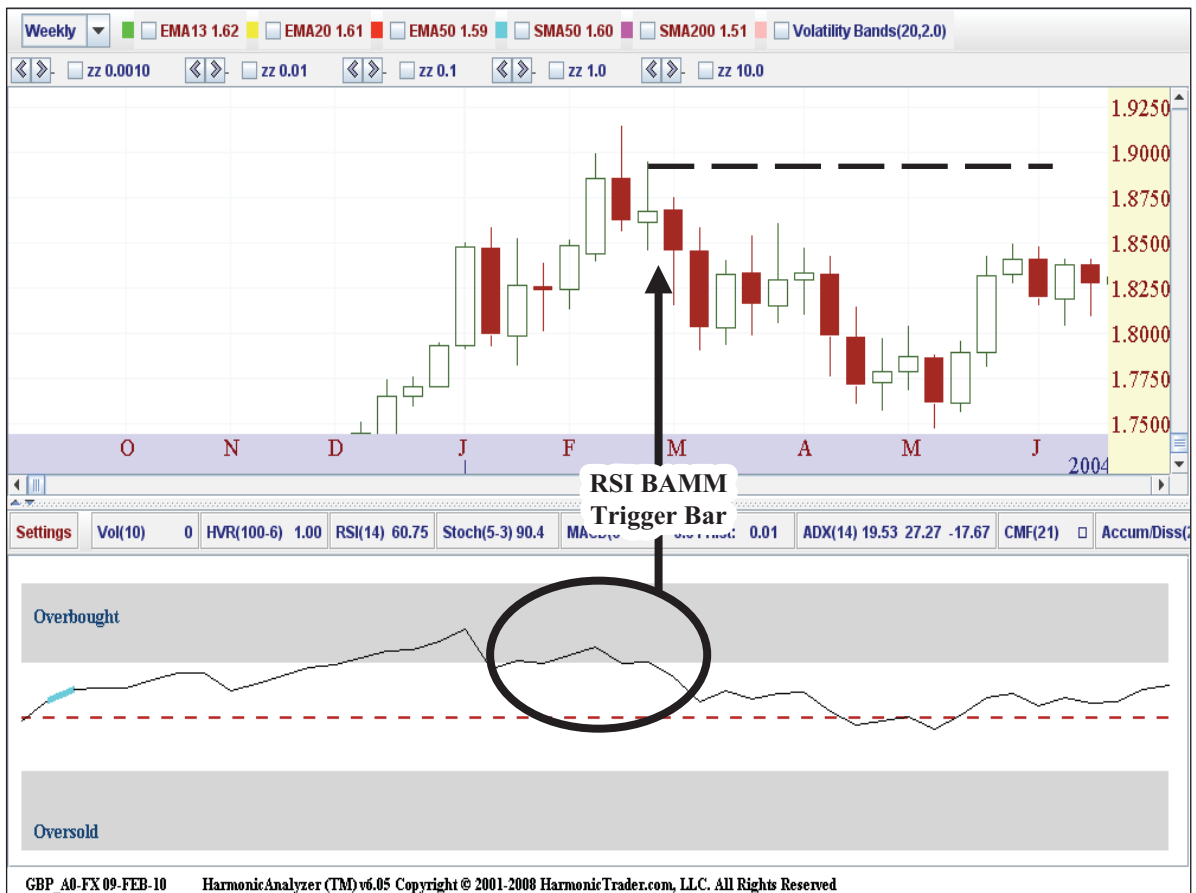 Weekly EMA13 1.62 EMA20 1.61 EMA50 1.59 SMA50 1.60 SMA200 1.51 Volatility Bands(20,2.0)
zz 0.0010 zz 0.01 zz 0.1 zz 1.0 zz 10.0
1.9250
1.9000
1.8750
1.8500
1.8250
1.8000
1.7750
1.7500
O N D J F M A M J
2004
RSI BAMM
Trigger Bar
Settings Vol(10) 0 HVR(100-6) 1.00 RSI(14) 60.75 Stoch(5-3) 90.4 0.01 ADX(14) 19.53 27.27 -17.67 CMF(21) Accum/Diss(
Overbought
Oversold
GBP_A0-FX 09-FEB-10 HarmonicAnalyzer (TM) v6.05 Copyright © 2001-2008 HarmonicTrader.com, LLC. All Rights Reserved